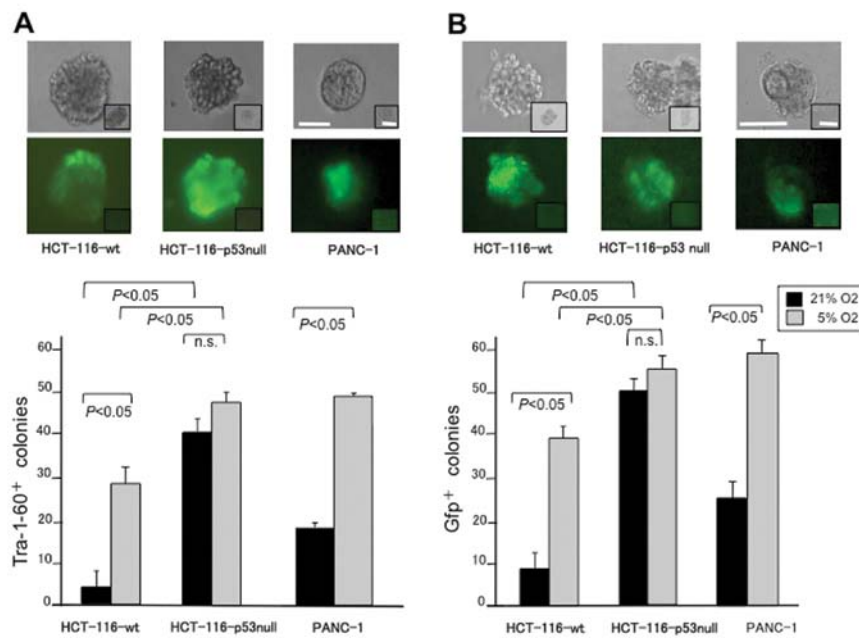 A
B
HCT-116-wt HCT-116-p53null PANC-1
HCT-116-wt HCT-116-p53 null PANC-1
P<0.05
P<0.05
n.s.
P<0.05
P<0.05
60
50
40
30
20
10
0
Tra-1-60+ colonies
HCT-116-wt HCT-116-p53null PANC-1
P<0.05
P<0.05
n.s.
P<0.05
P<0.05
21% O2
5% O2
60
50
40
30
20
10
0
Gfp+ colonies
HCT-116-wt HCT-116-p53null PANC-1